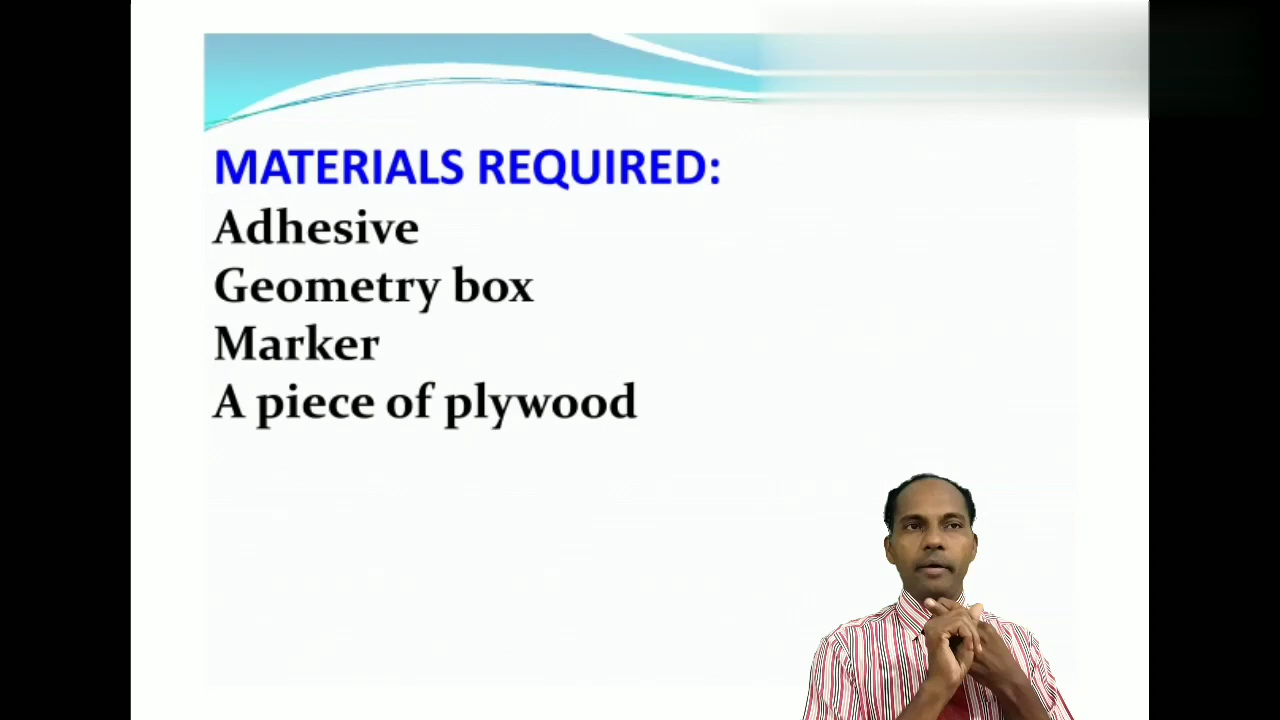 MATERIALS REQUIRED:
Adhesive
Geometry box
Marker
A piece of plywood